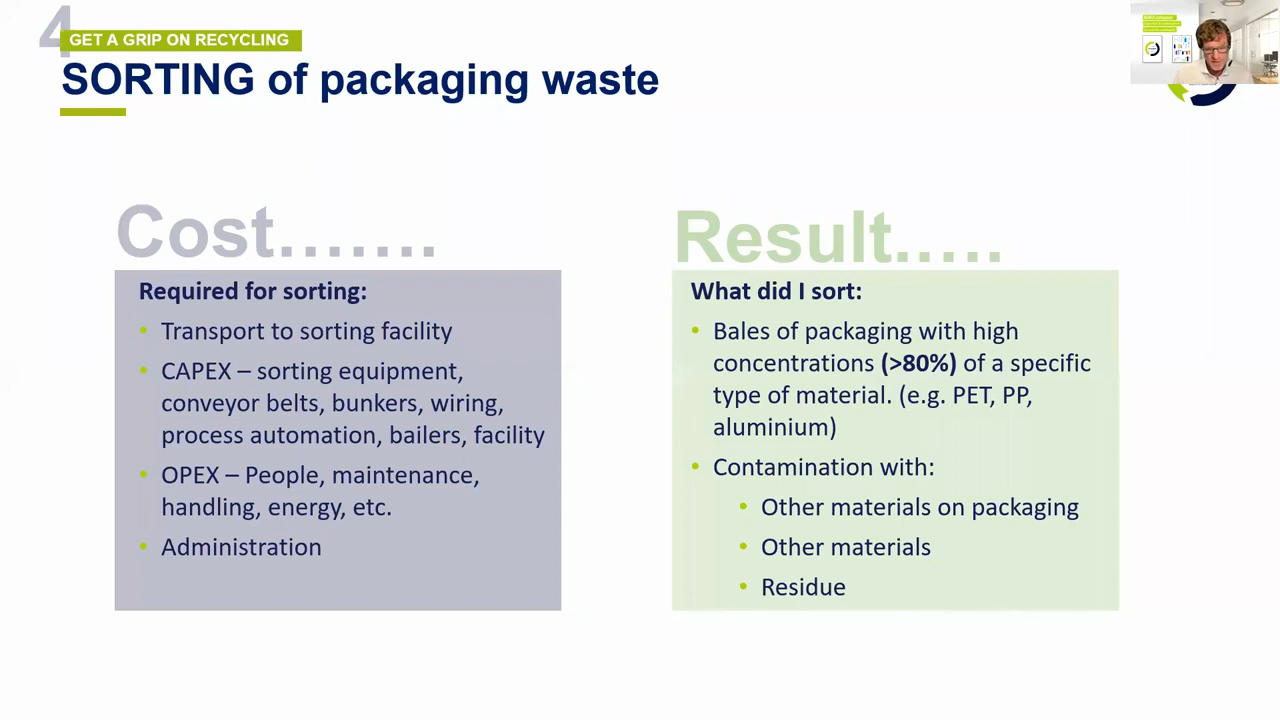 4
GET A GRIP ON RECYCLING
SORTING of packaging waste
Cost…….
Required for sorting:
• Transport to sorting facility
• CAPEX – sorting equipment,
conveyor belts, bunkers, wiring,
process automation, bailers, facility
• OPEX – People, maintenance,
handling, energy, etc.
• Administration
Result…..
What did I sort:
• Bales of packaging with high
concentrations (>80%) of a specific
type of material. (e.g. PET, PP,
aluminium)
• Contamination with:
• Other materials on packaging
• Other materials
• Residue